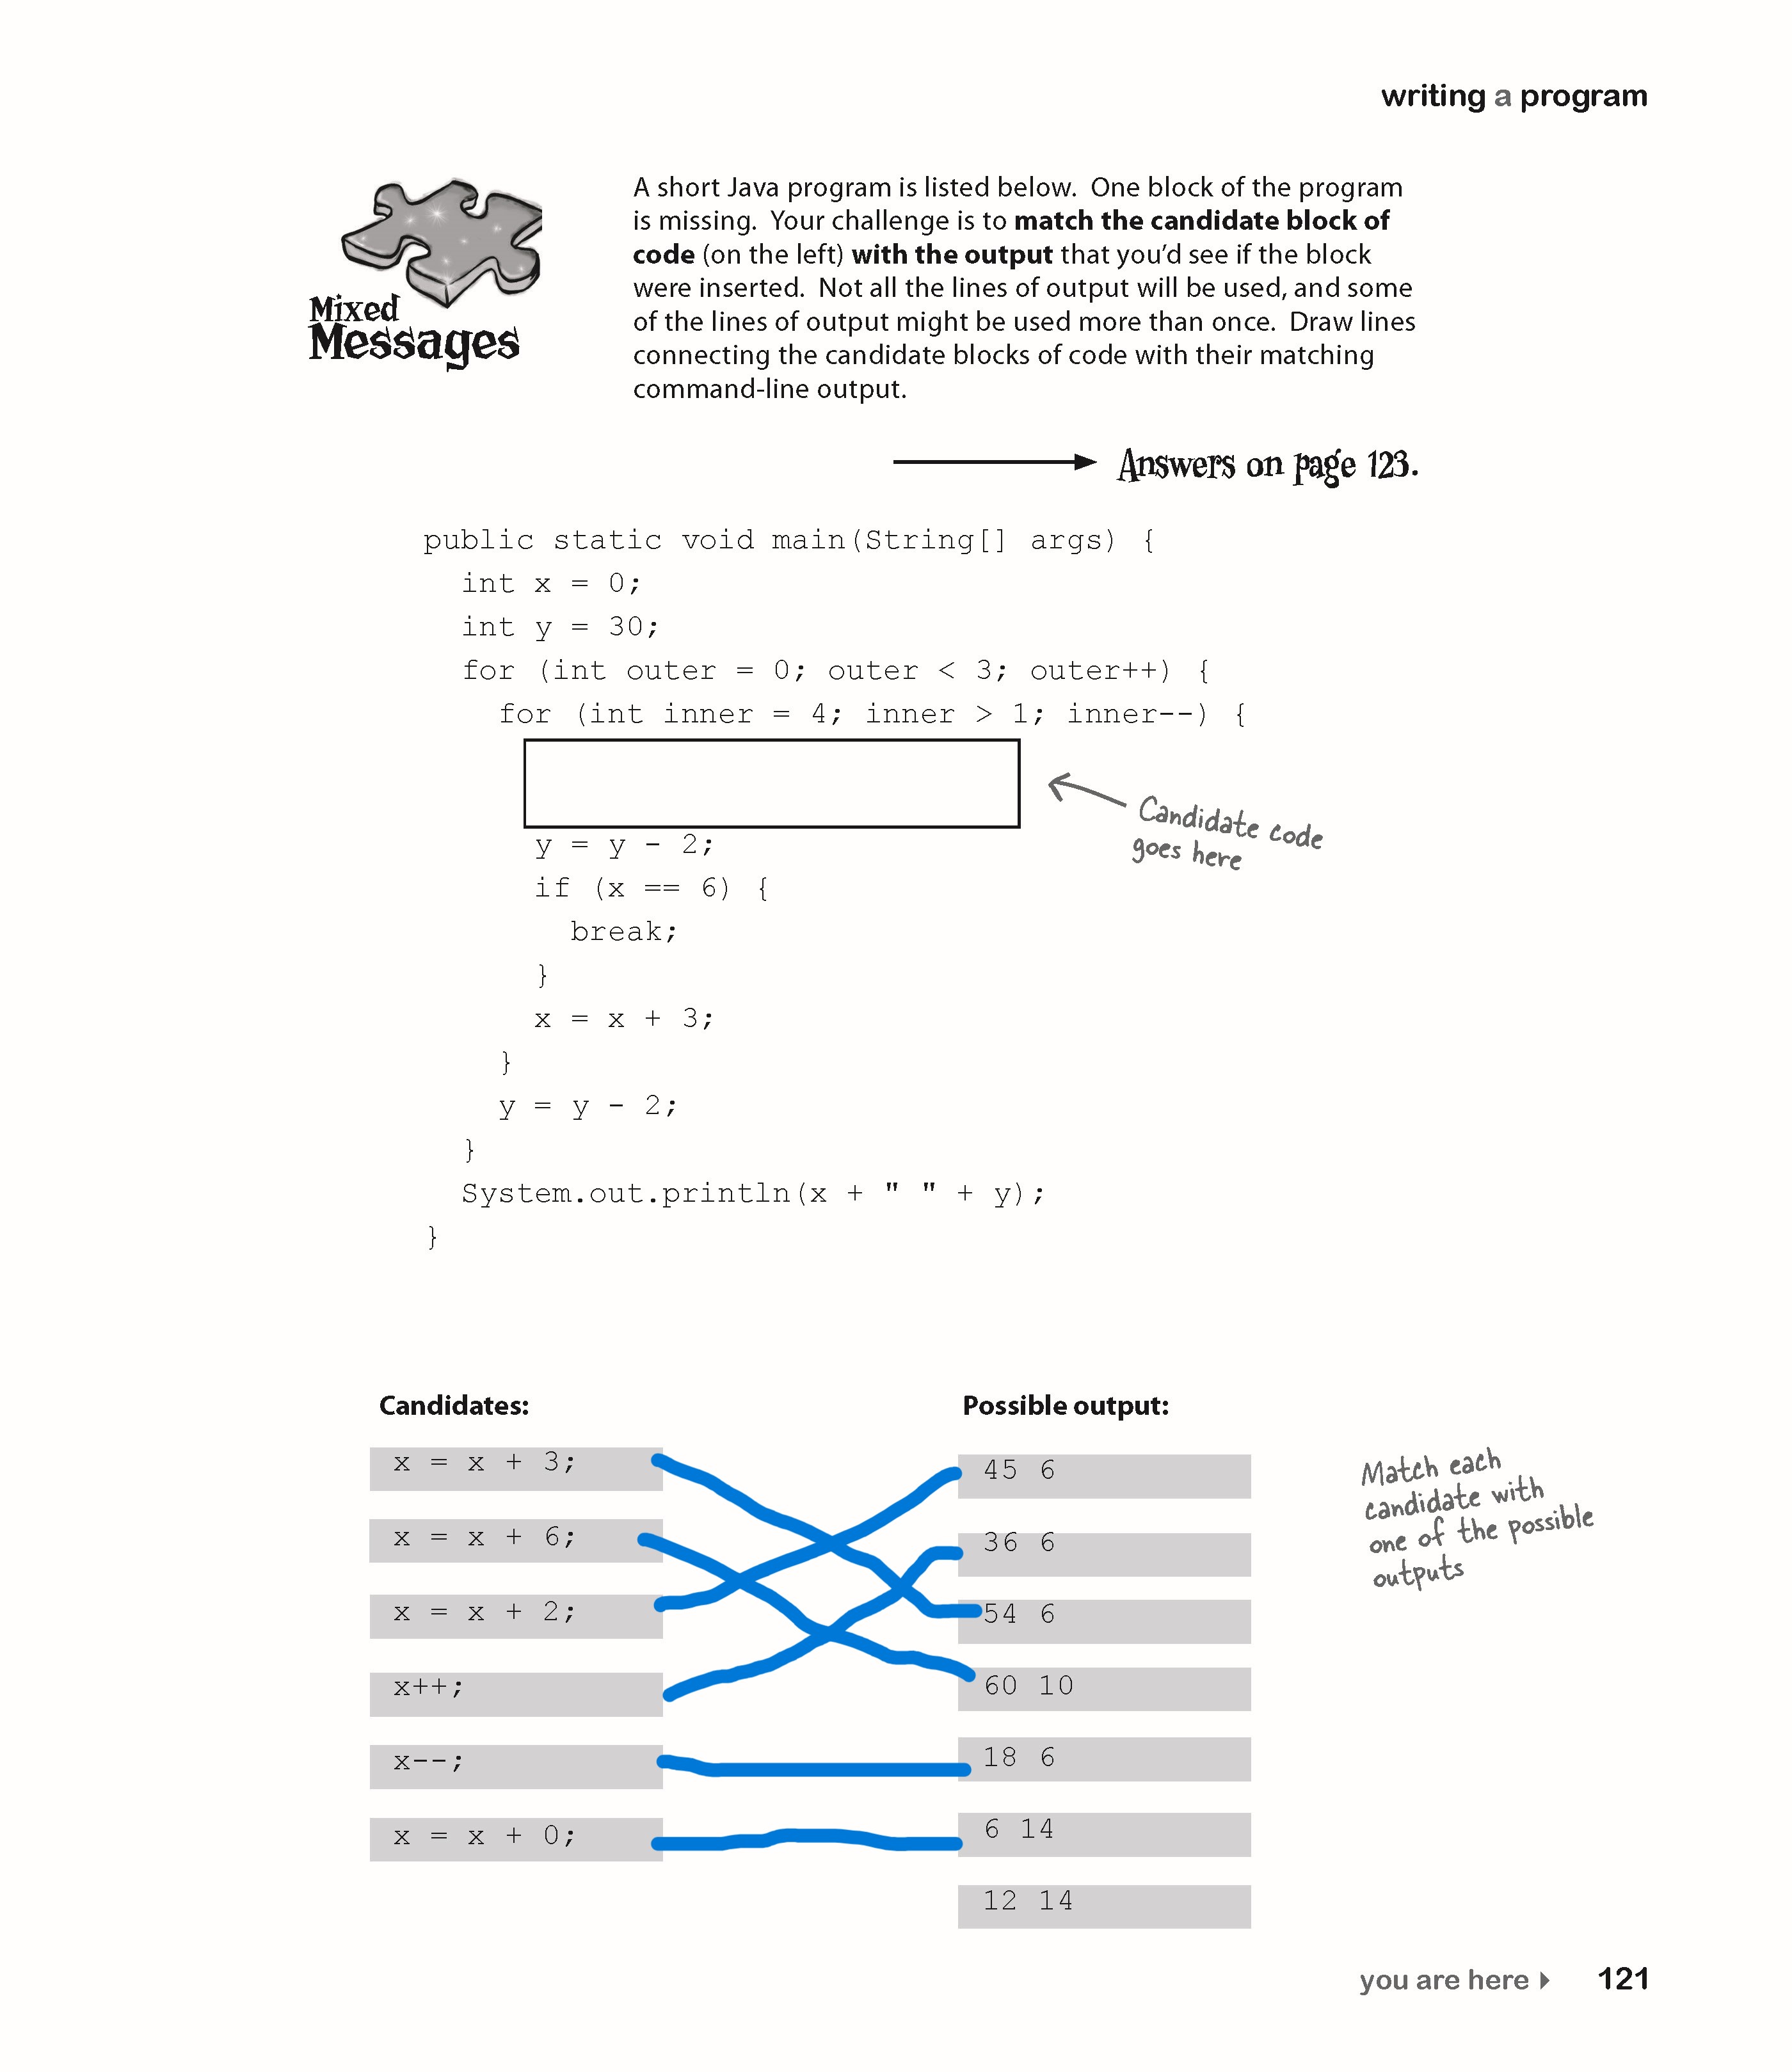 writing a program
A short Java program is listed below.  One block of the program
is missing.  Your challenge is to match the candidate block of
code (on the left) with the output that you’d see if the block
were inserted.  Not all the lines of output will be used, and some
of the lines of output might be used more than once.  Draw lines
connecting the candidate blocks of code with their matching
command-line output.
Mixed
Messages
Answers on page 123.
public static void main(String[] args) {
int x = 0;
int y = 30;
for (int outer = 0; outer < 3; outer++) {
for (int inner = 4; inner > 1; inner--) {
Candidate code
goes here
y = y - 2;
if (x == 6) {
break;
}
x = x + 3;
}
y = y - 2;
}
System.out.println(x + " " + y);
}
Candidates:
x = x + 3;
x = x + 6;
x = x + 2;
x++;
x--;
x = x + 0;
Possible output:
45 6
36 6
54 6
60 10
18 6
6 14
12 14
Match each
candidate with
one of the possible
outputs
you are here 121